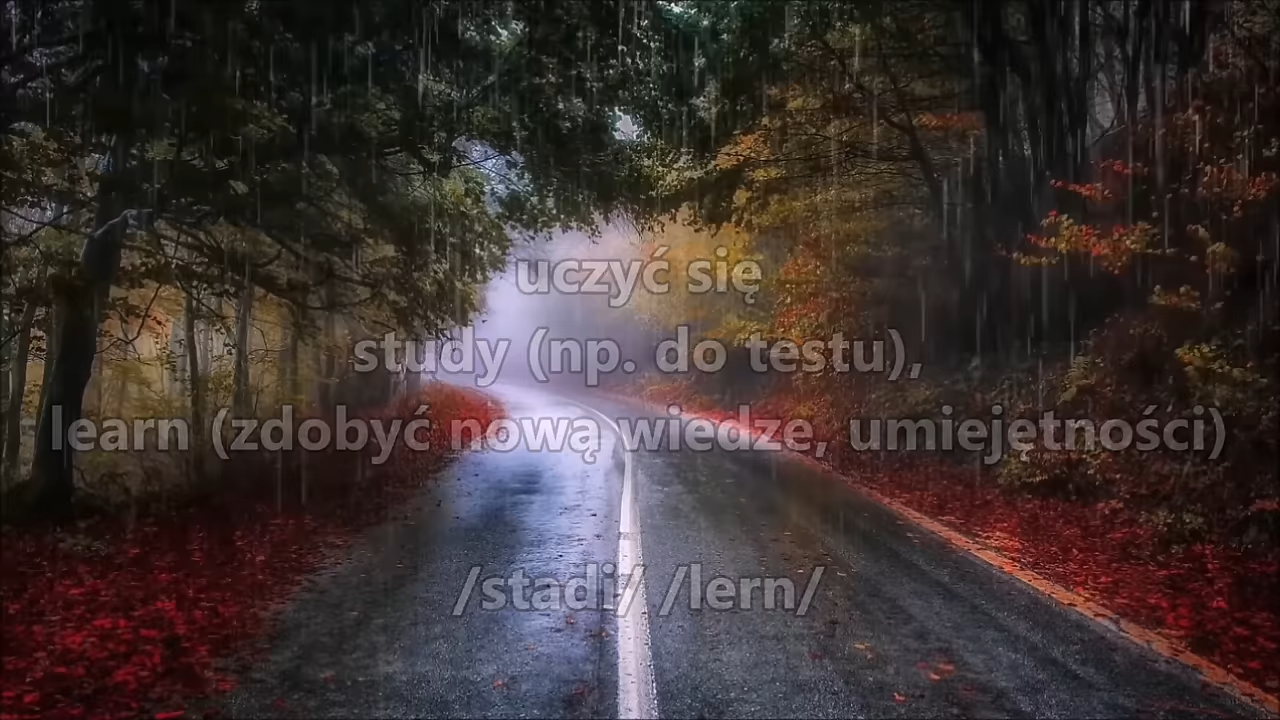 uczyć się
study (np. do testu),
learn (zdobyć nową wiedze, umiejętności)
/stadi/ /lern/